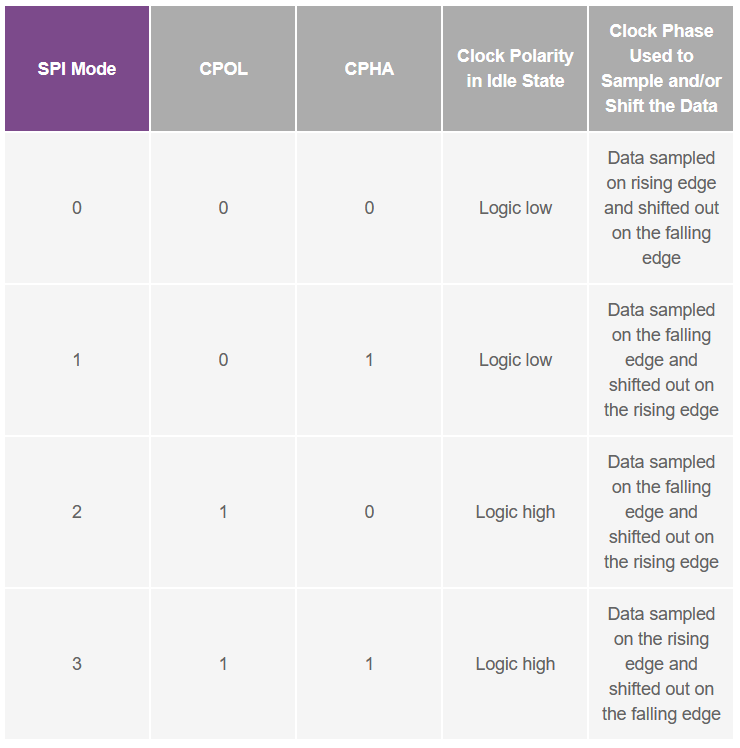 SPI Mode
CPOL
CPHA
Clock Polarity
in Idle State
Clock Phase
Used to
Sample and/or
Shift the Data
0
0
0
Logic low
Data sampled
on rising edge
and shifted out
on the falling
edge
1
0
1
Logic low
Data sampled
on the falling
edge and
shifted out on
the rising edge
2
1
0
Logic high
Data sampled
on the falling
edge and
shifted out on
the rising edge
3
1
1
Logic high
Data sampled
on the rising
edge and
shifted out on
the falling edge